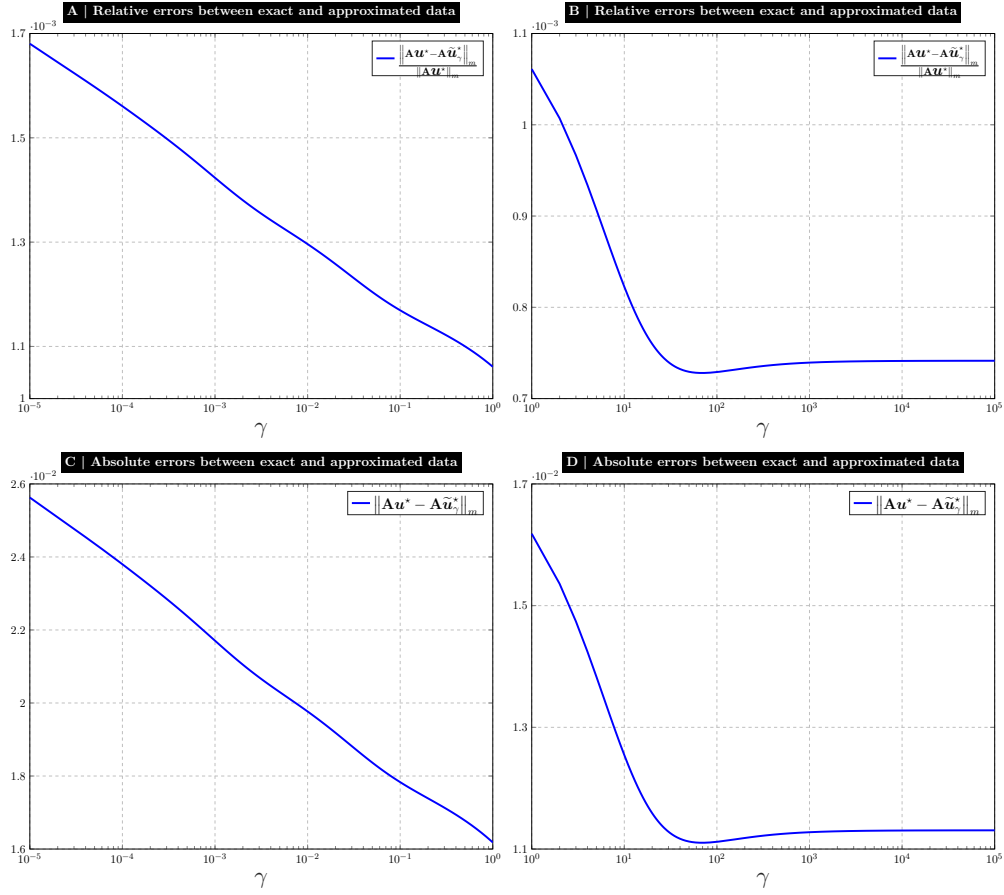 A | Relative errors between exact and approximated data
·10⁻³
1.7
1.5
1.3
1.1
1
‖Au⋆−Aũ⋆γ‖m
‖Au⋆‖m
10⁻⁵ 10⁻⁴ 10⁻³ 10⁻² 10⁻¹ 10⁰
γ
B | Relative errors between exact and approximated data
·10⁻³
1.1
1
0.9
0.8
0.7
‖Au⋆−Aũ⋆γ‖m
‖Au⋆‖m
10⁰ 10¹ 10² 10³ 10⁴ 10⁵
γ
C | Absolute errors between exact and approximated data
·10⁻²
2.6
2.4
2.2
2
1.8
1.6
‖Au⋆ − Aũ⋆γ‖m
10⁻⁵ 10⁻⁴ 10⁻³ 10⁻² 10⁻¹ 10⁰
γ
D | Absolute errors between exact and approximated data
·10⁻²
1.7
1.5
1.3
1.1
‖Au⋆ − Aũ⋆γ‖m
10⁰ 10¹ 10² 10³ 10⁴ 10⁵
γ